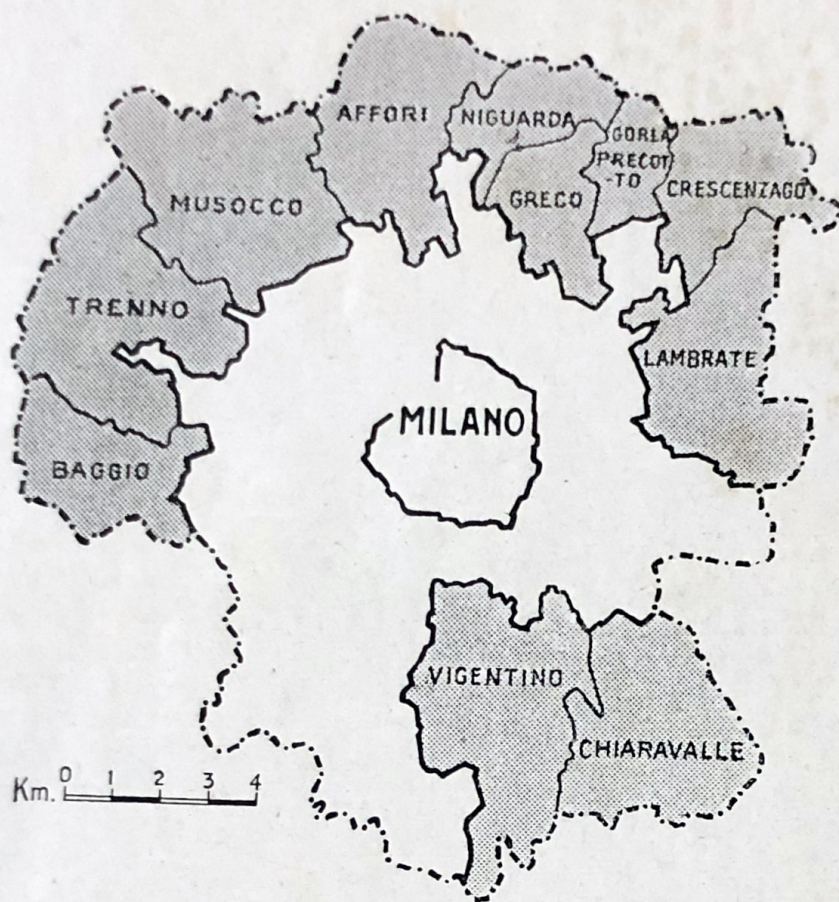 AFFORI
NIGUARDA
GORLA
PRECOT-
-TO
GRECO
CRESCENZAGO
MUSOCCO
TRENNO
LAMBRATE
MILANO
BAGGIO
VIGENTINO
CHIARAVALLE
Km. 0 1 2 3 4